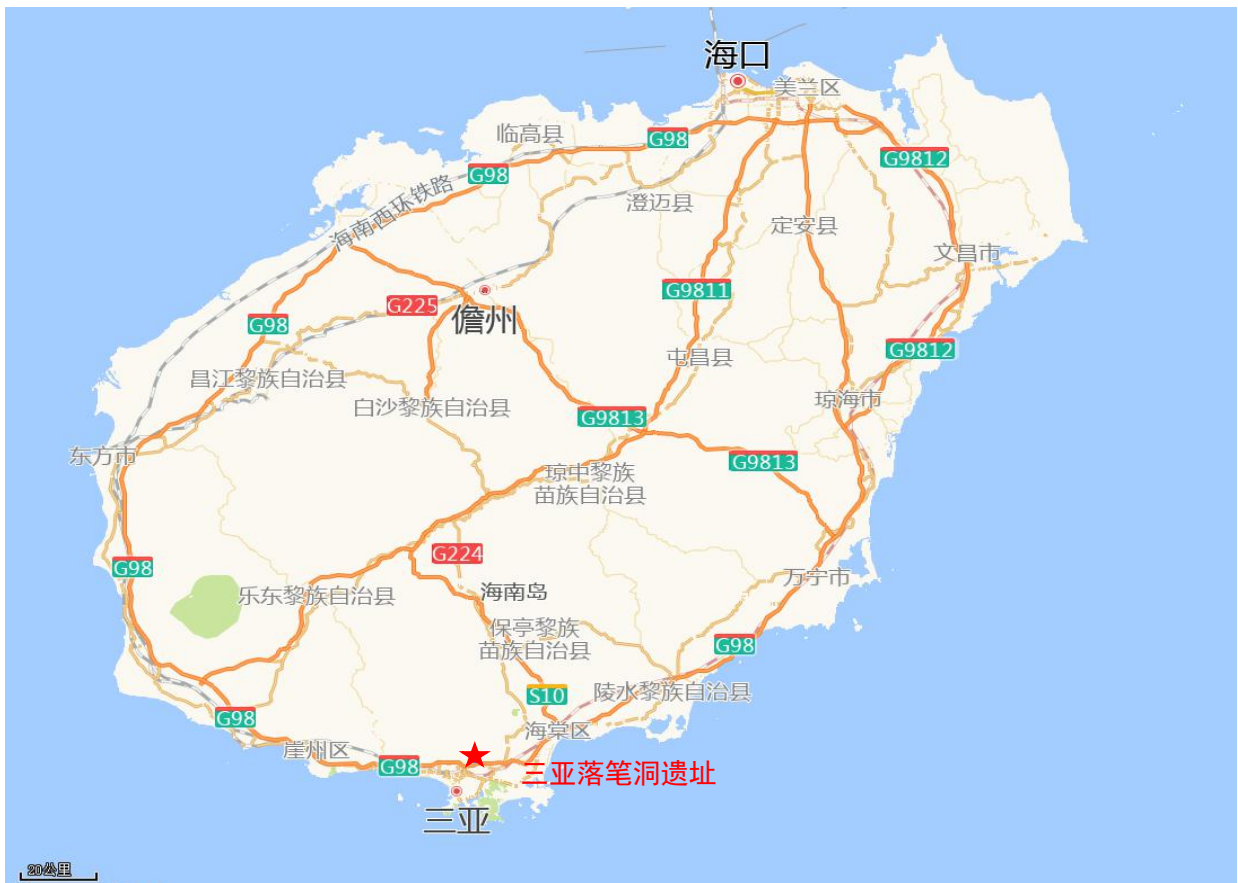 海口
美兰区
临高县
G98
G9812
G98
海南西环铁路
澄迈县
定安县
文昌市
G9811
G225
儋州
G98
G9812
屯昌县
昌江黎族自治县
白沙黎族自治县
琼海市
G9813
东方市
G9813
琼中黎族
苗族自治县
G224
G98
万宁市
乐东黎族自治县
海南岛
保亭黎族
苗族自治县
G98
S10
陵水黎族自治县
G98
海棠区
崖州区
G98
三亚落笔洞遗址
三亚
20公里